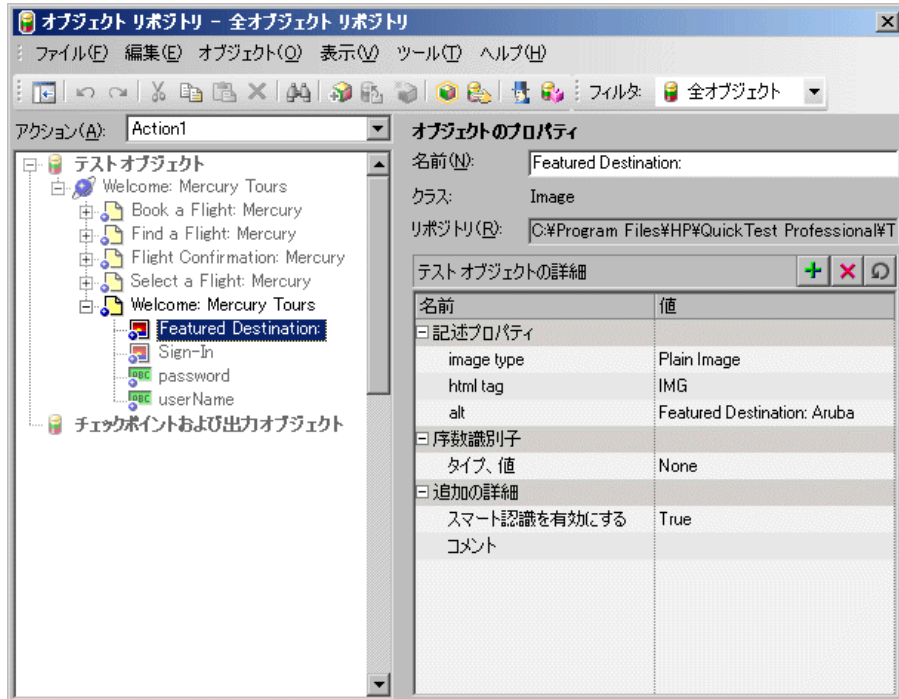 オブジェクト リポジトリ - 全オブジェクト リポジトリ
ファイル(F) 編集(E) オブジェクト(O) 表示(V) ツール(T) ヘルプ(H)
フィルタ: 全オブジェクト
アクション(A): Action1
テスト オブジェクト
Welcome: Mercury Tours
Book a Flight: Mercury
Find a Flight: Mercury
Flight Confirmation: Mercury
Select a Flight: Mercury
Welcome: Mercury Tours
Featured Destination:
Sign-In
password
userName
チェックポイントおよび出力オブジェクト
オブジェクトのプロパティ
名前(N): Featured Destination:
クラス: Image
リポジトリ(R): C:¥Program Files¥HP¥QuickTest Professional¥T
テスト オブジェクトの詳細
名前 値
記述プロパティ
image type Plain Image
html tag IMG
alt Featured Destination: Aruba
序数識別子
タイプ、値 None
追加の詳細
スマート認識を有効にする True
コメント